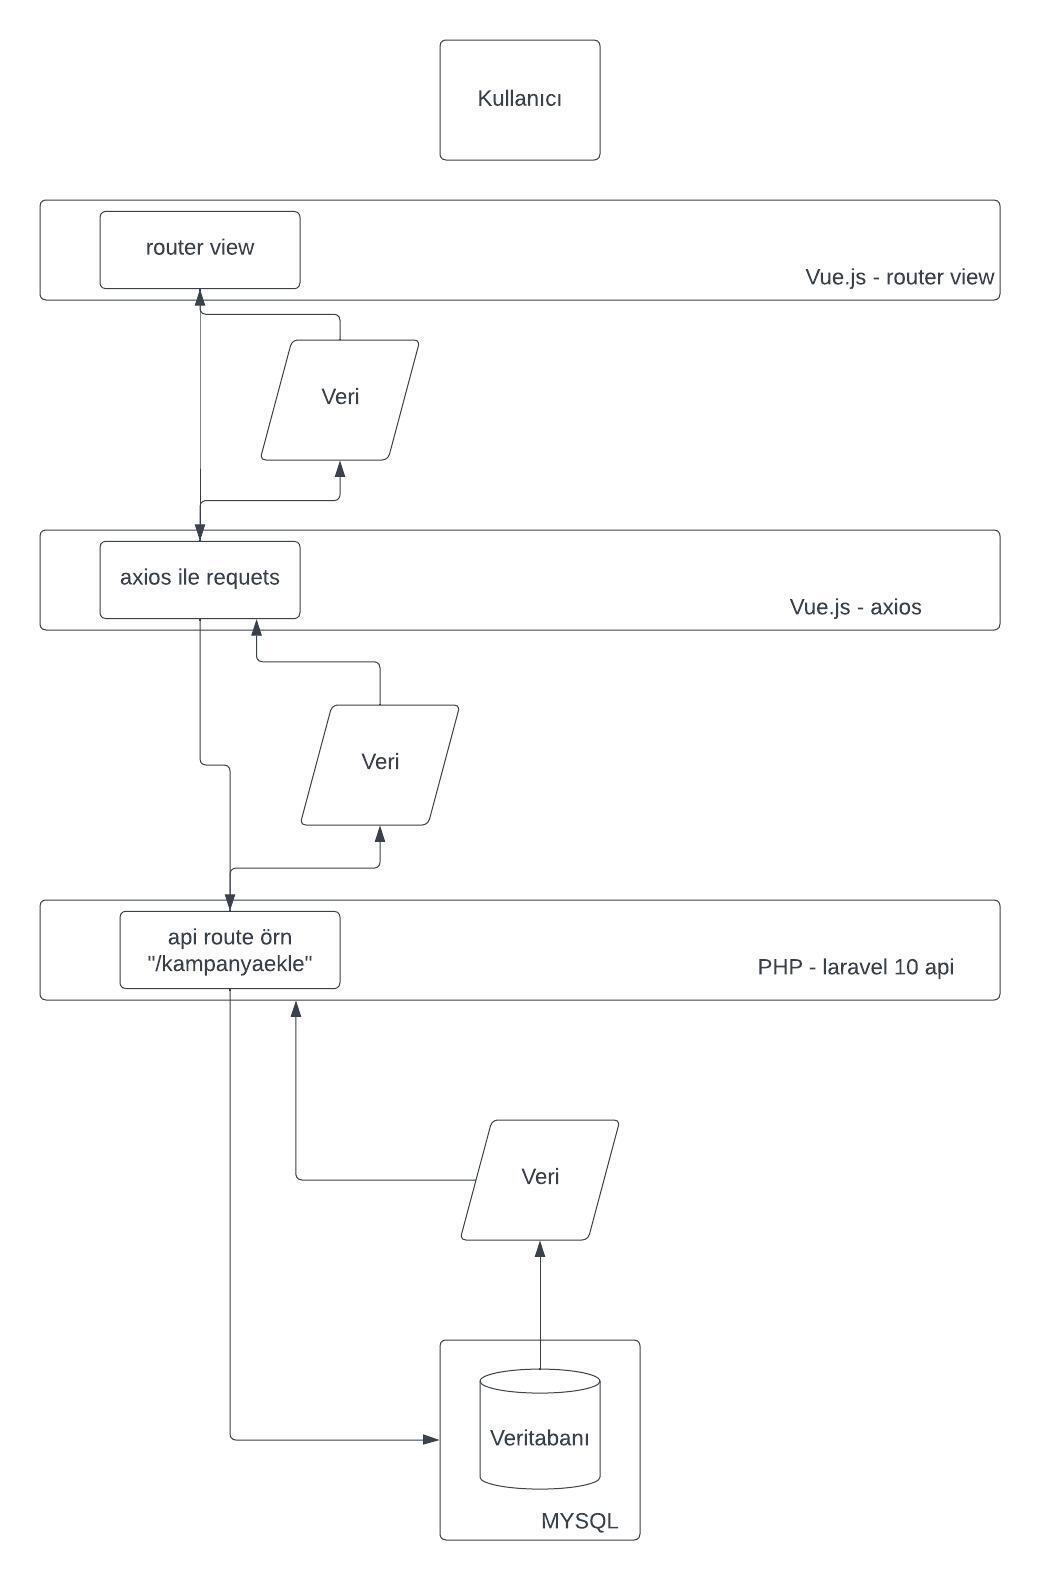 Kullanıcı
router view
Vue.js - router view
Veri
axios ile requets
Vue.js - axios
Veri
api route örn
"/kampanyaekle"
PHP - laravel 10 api
Veri
Veritabanı
MYSQL